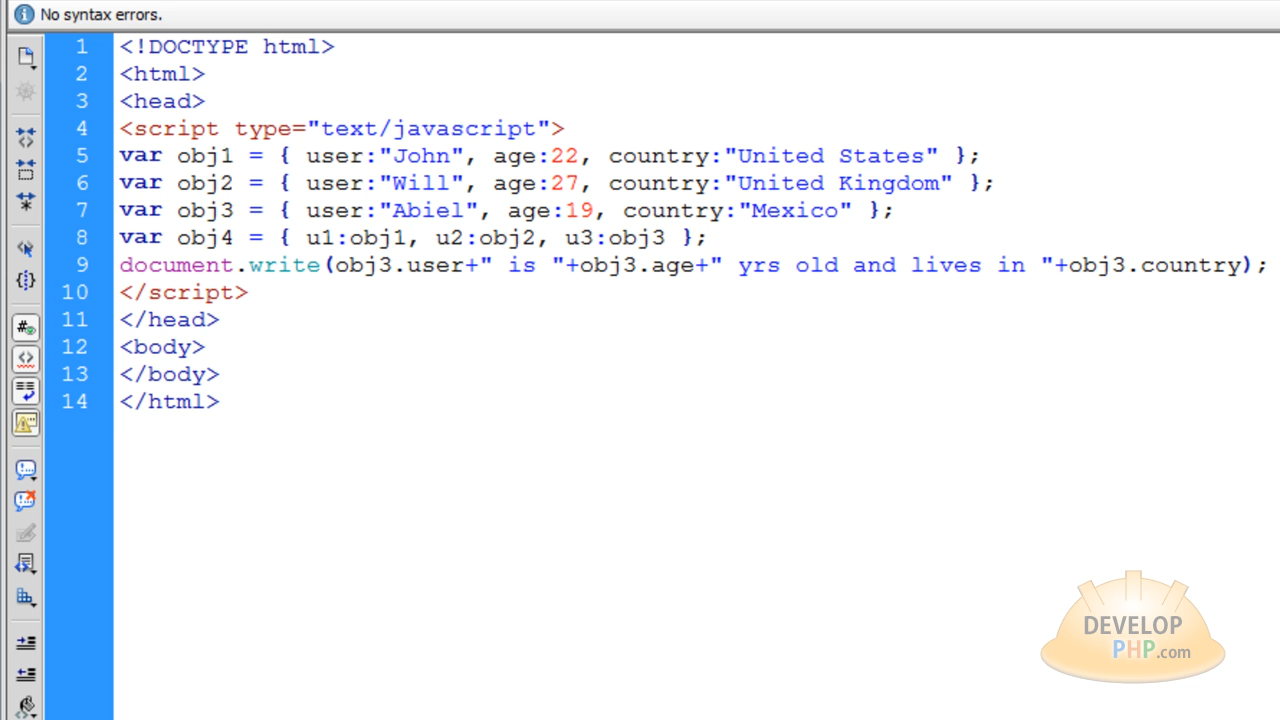 No syntax errors.
1 <!DOCTYPE html>
2 <html>
3 <head>
4 <script type="text/javascript">
5 var obj1 = { user:"John", age:22, country:"United States" };
6 var obj2 = { user:"Will", age:27, country:"United Kingdom" };
7 var obj3 = { user:"Abiel", age:19, country:"Mexico" };
8 var obj4 = { u1:obj1, u2:obj2, u3:obj3 };
9 document.write(obj3.user+" is "+obj3.age+" yrs old and lives in "+obj3.country);
10 </script>
11 </head>
12 <body>
13 </body>
14 </html>
DEVELOP
PHP.com